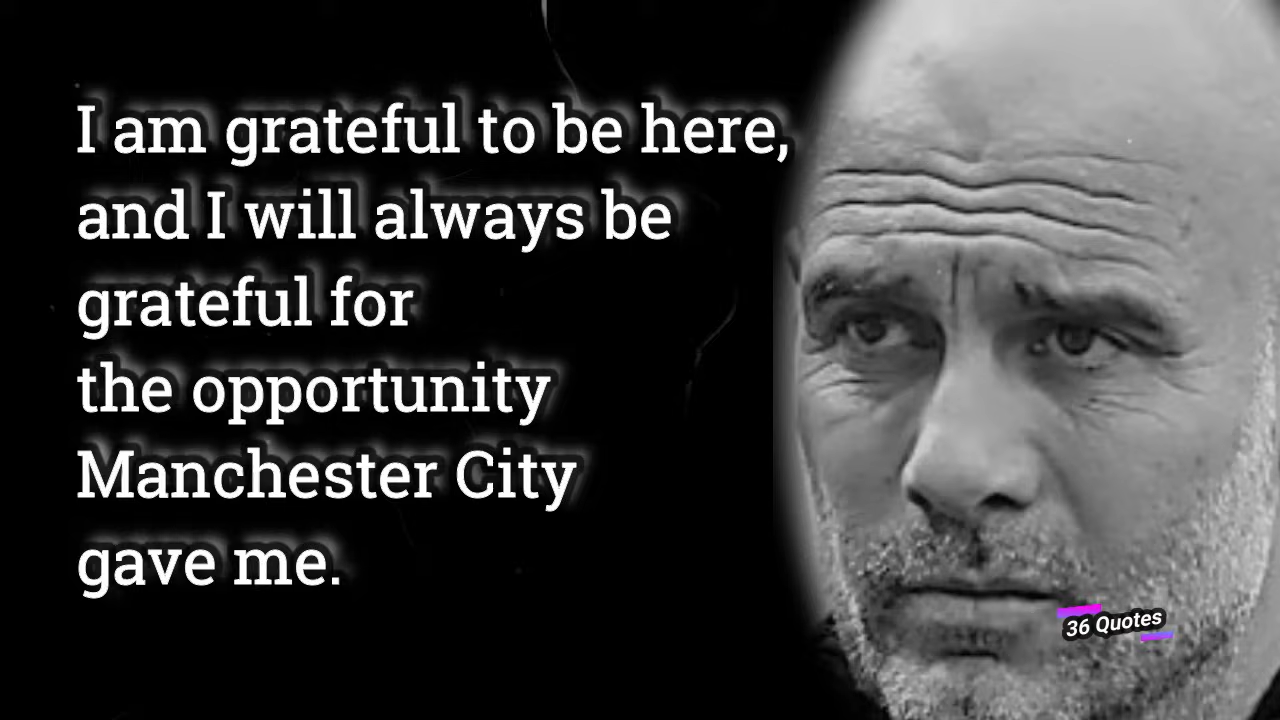 I am grateful to be here,
and I will always be
grateful for
the opportunity
Manchester City
gave me.
36 Quotes